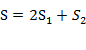 S = 2S₁ + S₂